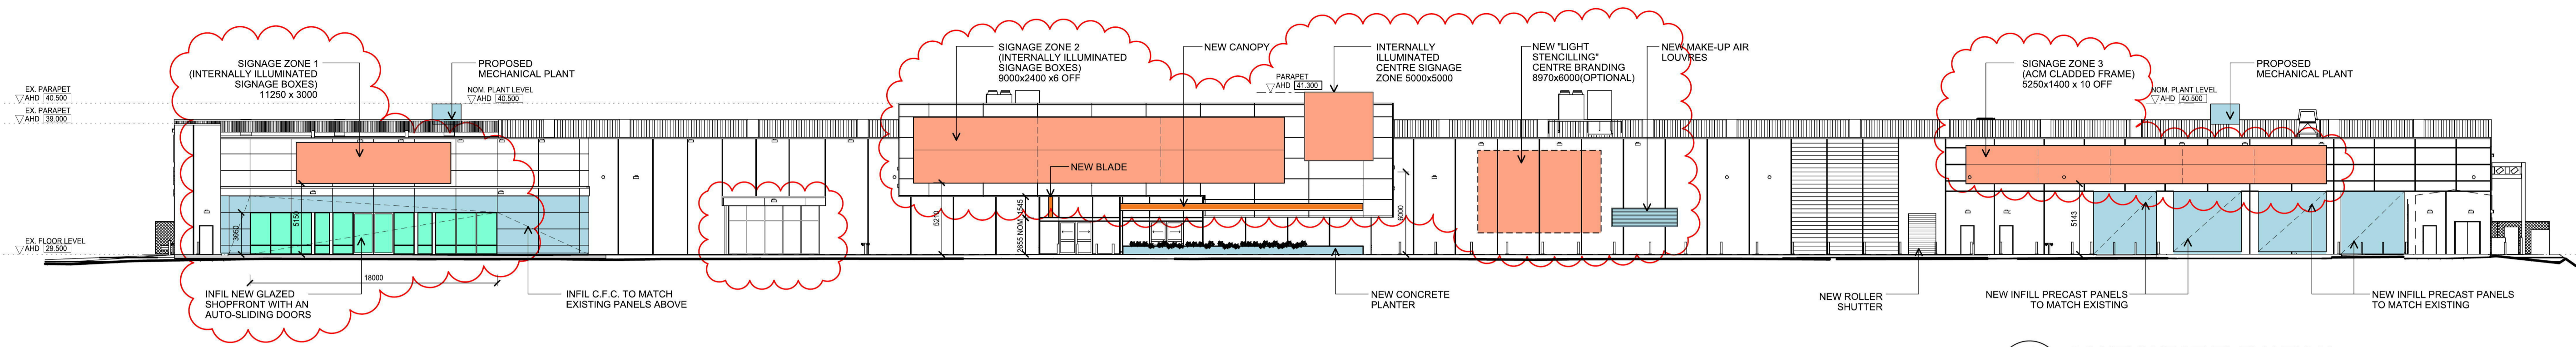 EX. PARAPET
AHD 40.500
EX. PARAPET
AHD 39.000
EX. FLOOR LEVEL
AHD 29.500
SIGNAGE ZONE 1
(INTERNALLY ILLUMINATED
SIGNAGE BOXES)
11250 x 3000
PROPOSED
MECHANICAL PLANT
NOM. PLANT LEVEL
AHD 40.500
3650
5150
18000
INFIL NEW GLAZED
SHOPFRONT WITH AN
AUTO-SLIDING DOORS
INFIL C.F.C. TO MATCH
EXISTING PANELS ABOVE
SIGNAGE ZONE 2
(INTERNALLY ILLUMINATED
SIGNAGE BOXES)
9000x2400 x6 OFF
NEW CANOPY
PARAPET
AHD 41.300
INTERNALLY
ILLUMINATED
CENTRE SIGNAGE
ZONE 5000x5000
NEW BLADE
5210
2655 NOM.
1545
6000
NEW CONCRETE
PLANTER
NEW "LIGHT
STENCILLING"
CENTRE BRANDING
8970x6000(OPTIONAL)
NEW MAKE-UP AIR
LOUVRES
SIGNAGE ZONE 3
(ACM CLADDED FRAME)
5250x1400 x 10 OFF
NOM. PLANT LEVEL
AHD 40.500
PROPOSED
MECHANICAL PLANT
5143
NEW ROLLER
SHUTTER
NEW INFILL PRECAST PANELS
TO MATCH EXISTING
NEW INFILL PRECAST PANELS
TO MATCH EXISTING